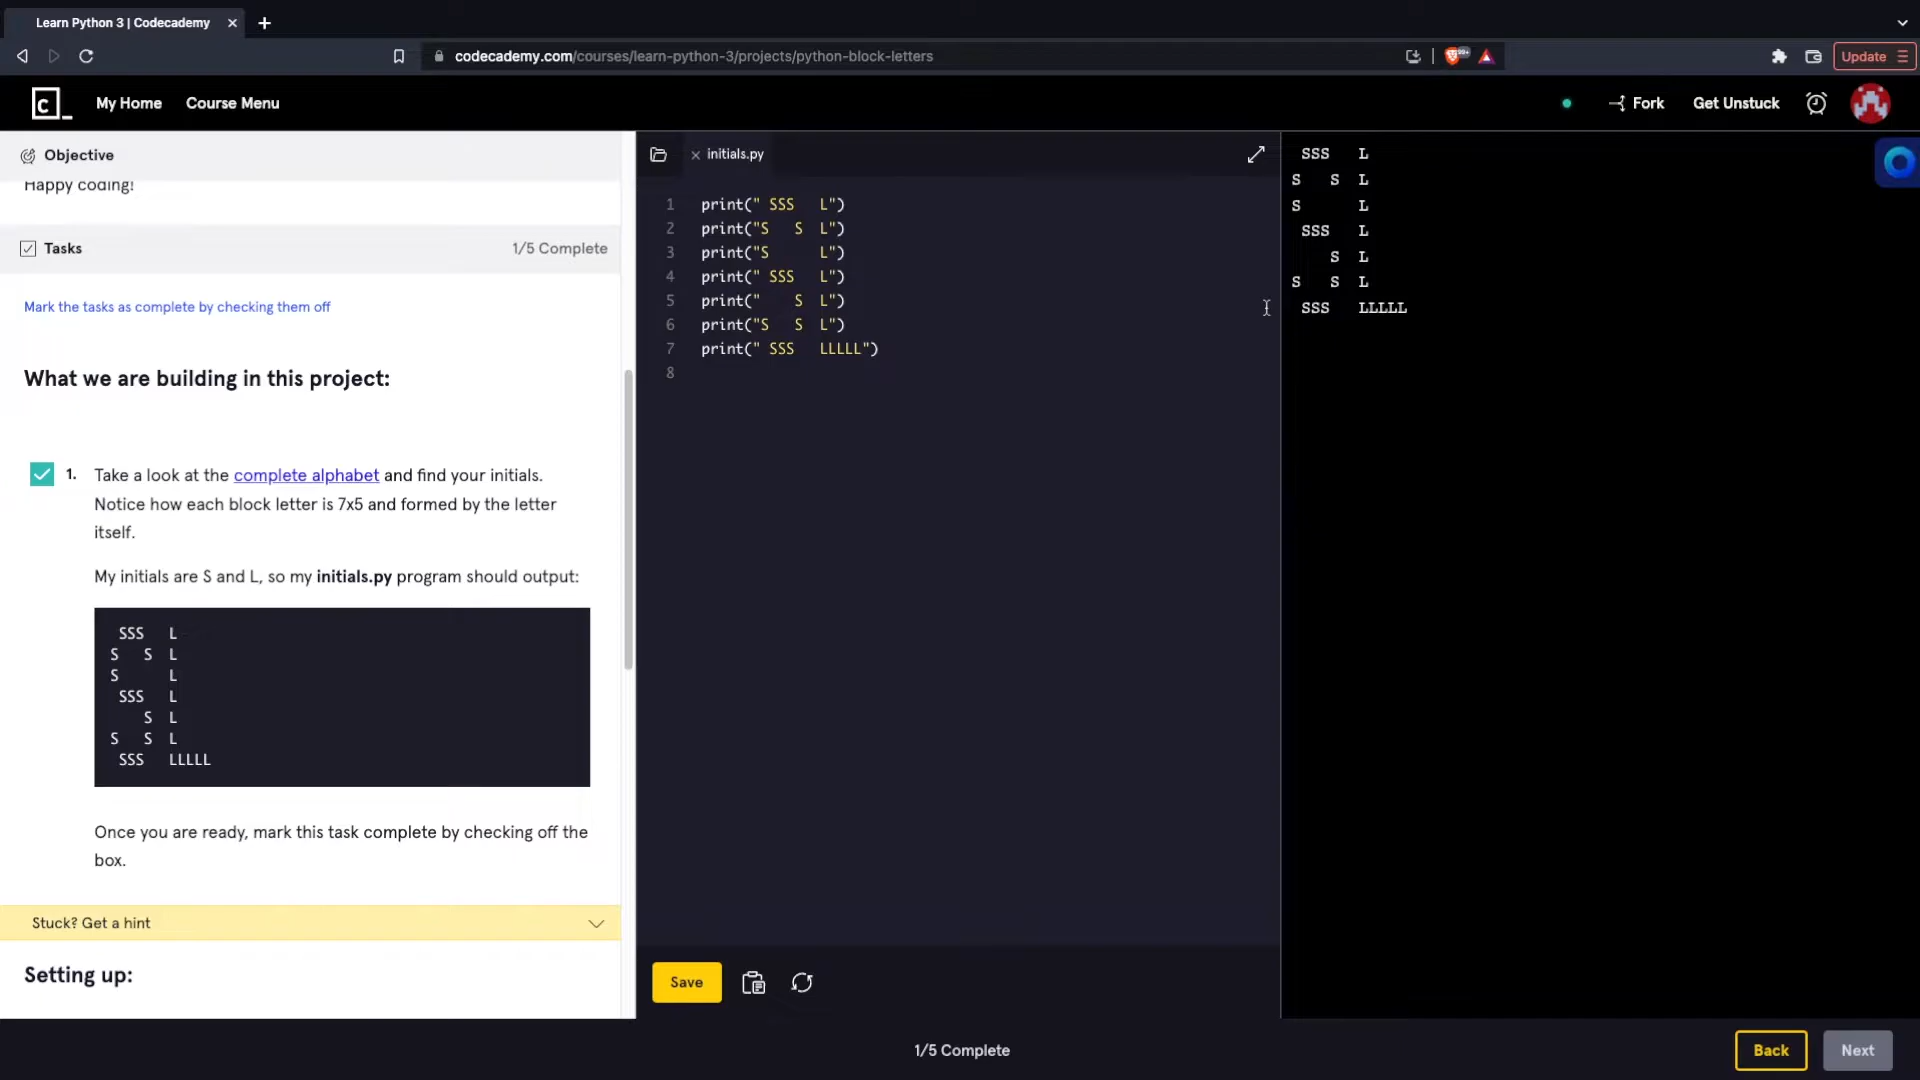 Learn Python 3 | Codecademy
codecademy.com/courses/learn-python-3/projects/python-block-letters
99+
Update
c_
My Home
Course Menu
Fork
Get Unstuck
Objective
Happy coding!
Tasks
1/5 Complete
Mark the tasks as complete by checking them off
What we are building in this project:
1. Take a look at the complete alphabet and find your initials.
Notice how each block letter is 7x5 and formed by the letter
itself.
My initials are S and L, so my initials.py program should output:
 SSS   L
S   S  L
S      L
 SSS   L
    S  L
S   S  L
 SSS   LLLLL
Once you are ready, mark this task complete by checking off the
box.
Stuck? Get a hint
Setting up:
initials.py
1 print(" SSS   L")
2 print("S   S  L")
3 print("S      L")
4 print(" SSS   L")
5 print("    S  L")
6 print("S   S  L")
7 print(" SSS   LLLLL")
8
Save
 SSS   L
S   S  L
S      L
 SSS   L
    S  L
S   S  L
 SSS   LLLLL
1/5 Complete
Back
Next